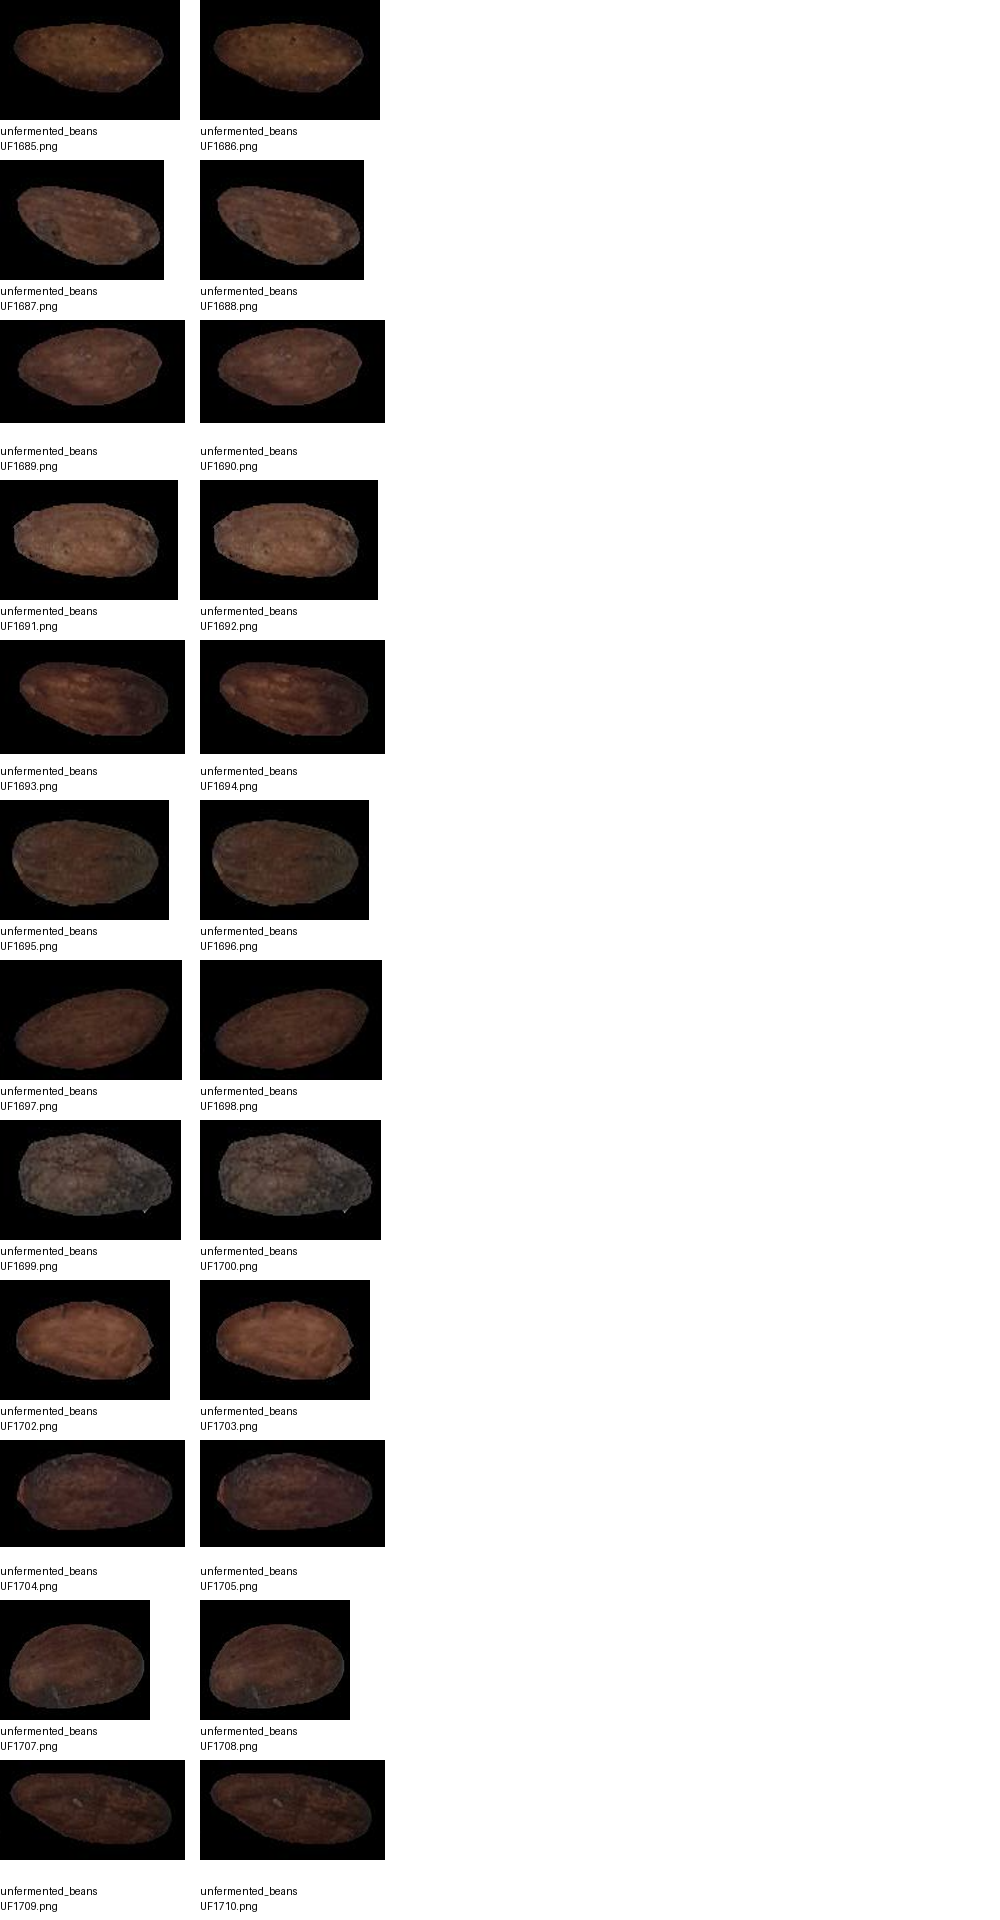 unfermented_beans unfermented_beans
UF1685.png UF1686.png
unfermented_beans unfermented_beans
UF1687.png UF1688.png
unfermented_beans unfermented_beans
UF1689.png UF1690.png
unfermented_beans unfermented_beans
UF1691.png UF1692.png
unfermented_beans unfermented_beans
UF1693.png UF1694.png
unfermented_beans unfermented_beans
UF1695.png UF1696.png
unfermented_beans unfermented_beans
UF1697.png UF1698.png
unfermented_beans unfermented_beans
UF1699.png UF1700.png
unfermented_beans unfermented_beans
UF1702.png UF1703.png
unfermented_beans unfermented_beans
UF1704.png UF1705.png
unfermented_beans unfermented_beans
UF1707.png UF1708.png
unfermented_beans unfermented_beans
UF1709.png UF1710.png